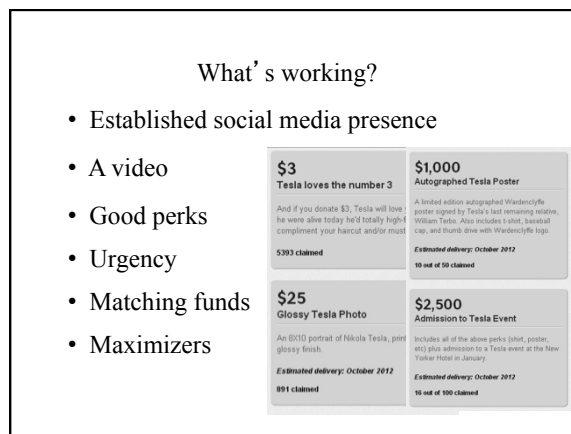 What's working?
• Established social media presence
• A video
• Good perks
• Urgency
• Matching funds
• Maximizers
$3
Tesla loves the number 3
And if you donate $3, Tesla will love
he were alive today he'd totally high-f
compliment your haircut and/or must
5393 claimed
$1,000
Autographed Tesla Poster
A limited edition autographed Wardenclyffe
poster signed by Tesla's last remaining relative,
William Terbo. Also includes t-shirt, baseball
cap, and thumb drive with Wardenclyffe logo.
Estimated delivery: October 2012
10 out of 50 claimed
$25
Glossy Tesla Photo
An 8X10 portrait of Nikola Tesla, print
glossy finish.
Estimated delivery: October 2012
891 claimed
$2,500
Admission to Tesla Event
Includes all of the above perks (shirt, poster,
etc) plus admission to a Tesla event at the New
Yorker Hotel in January.
Estimated delivery: October 2012
16 out of 100 claimed